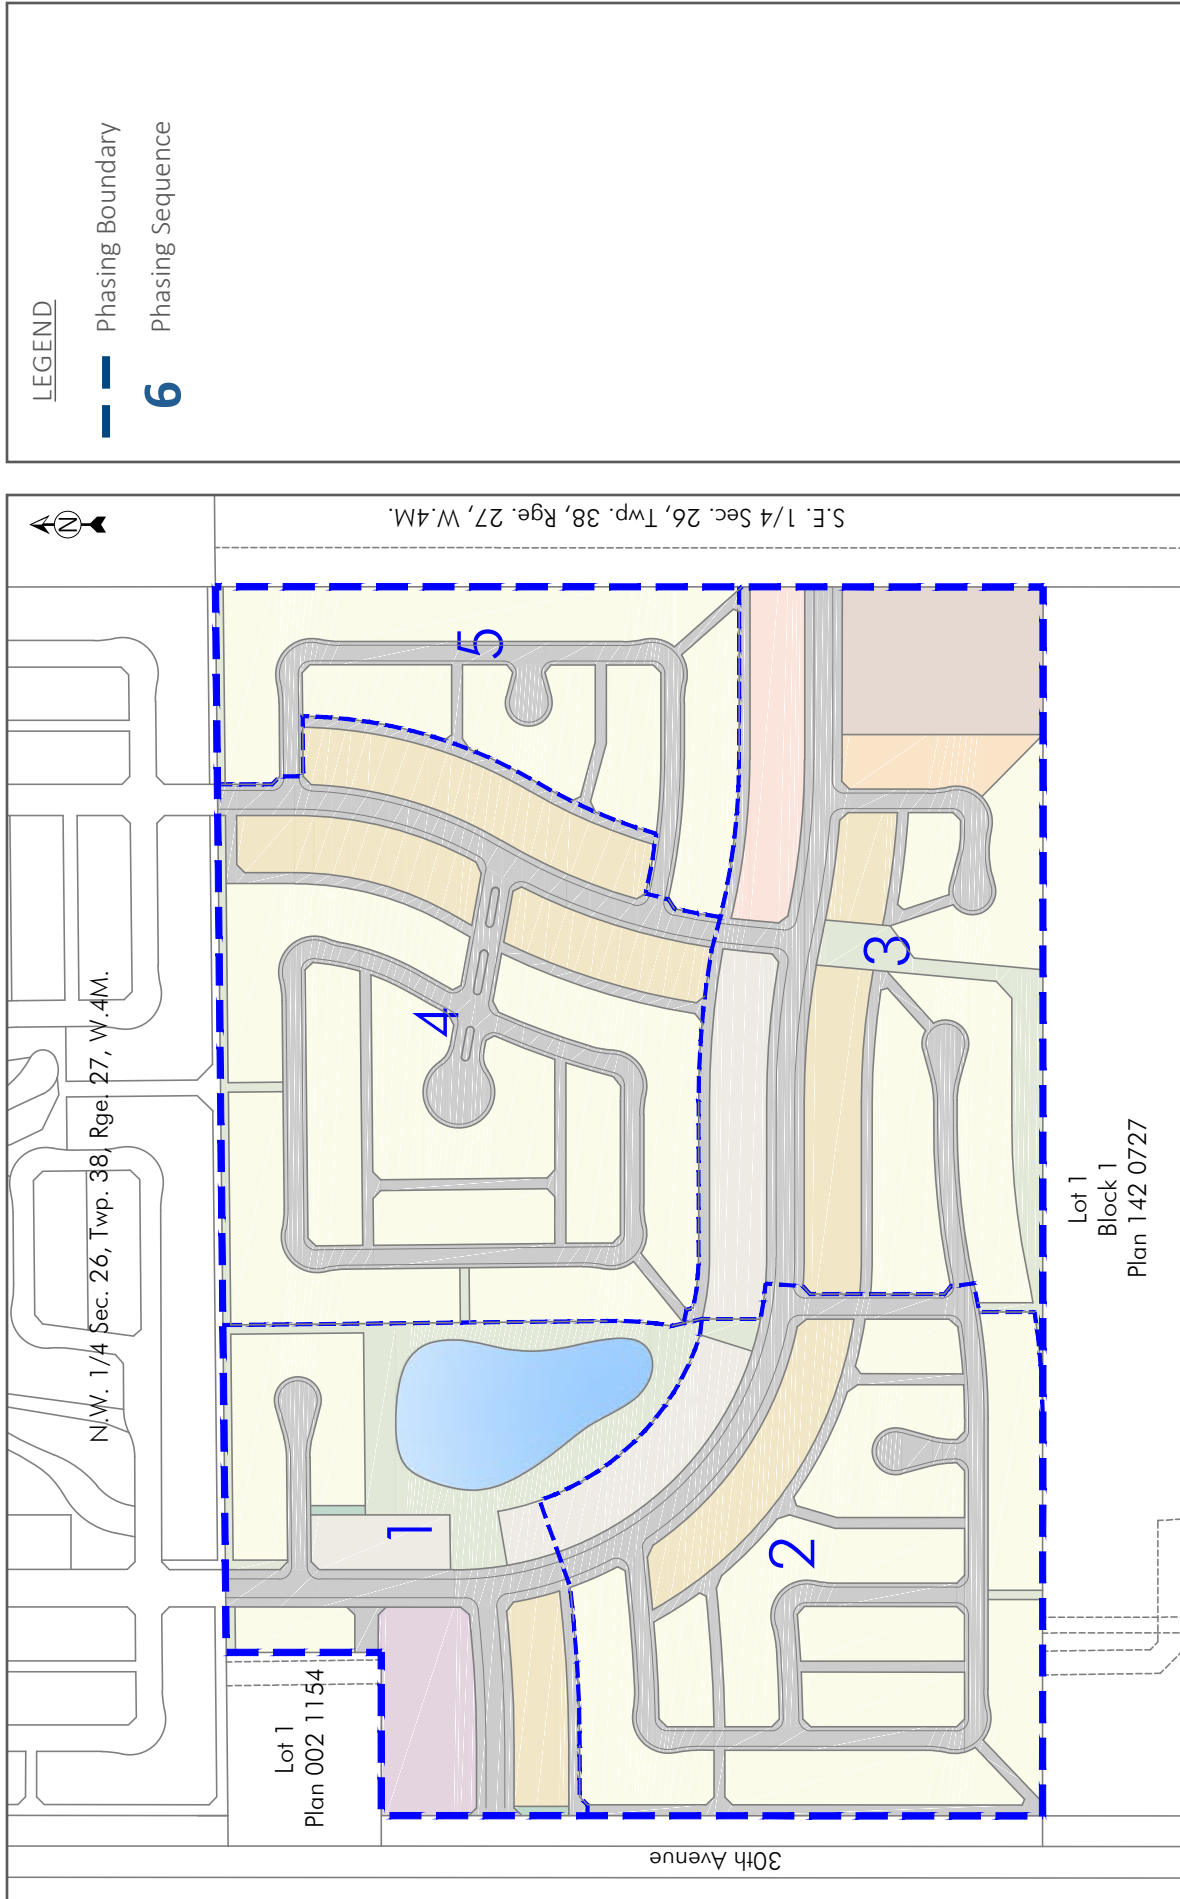 LEGEND
Phasing Boundary
6 Phasing Sequence
N
S.E. 1/4 Sec. 26, Twp. 38, Rge. 27, W.4M.
N.W. 1/4 Sec. 26, Twp. 38, Rge. 27, W.4M.
5
4
3
1
2
Lot 1
Plan 002 1154
Lot 1
Block 1
Plan 142 0727
30th Avenue